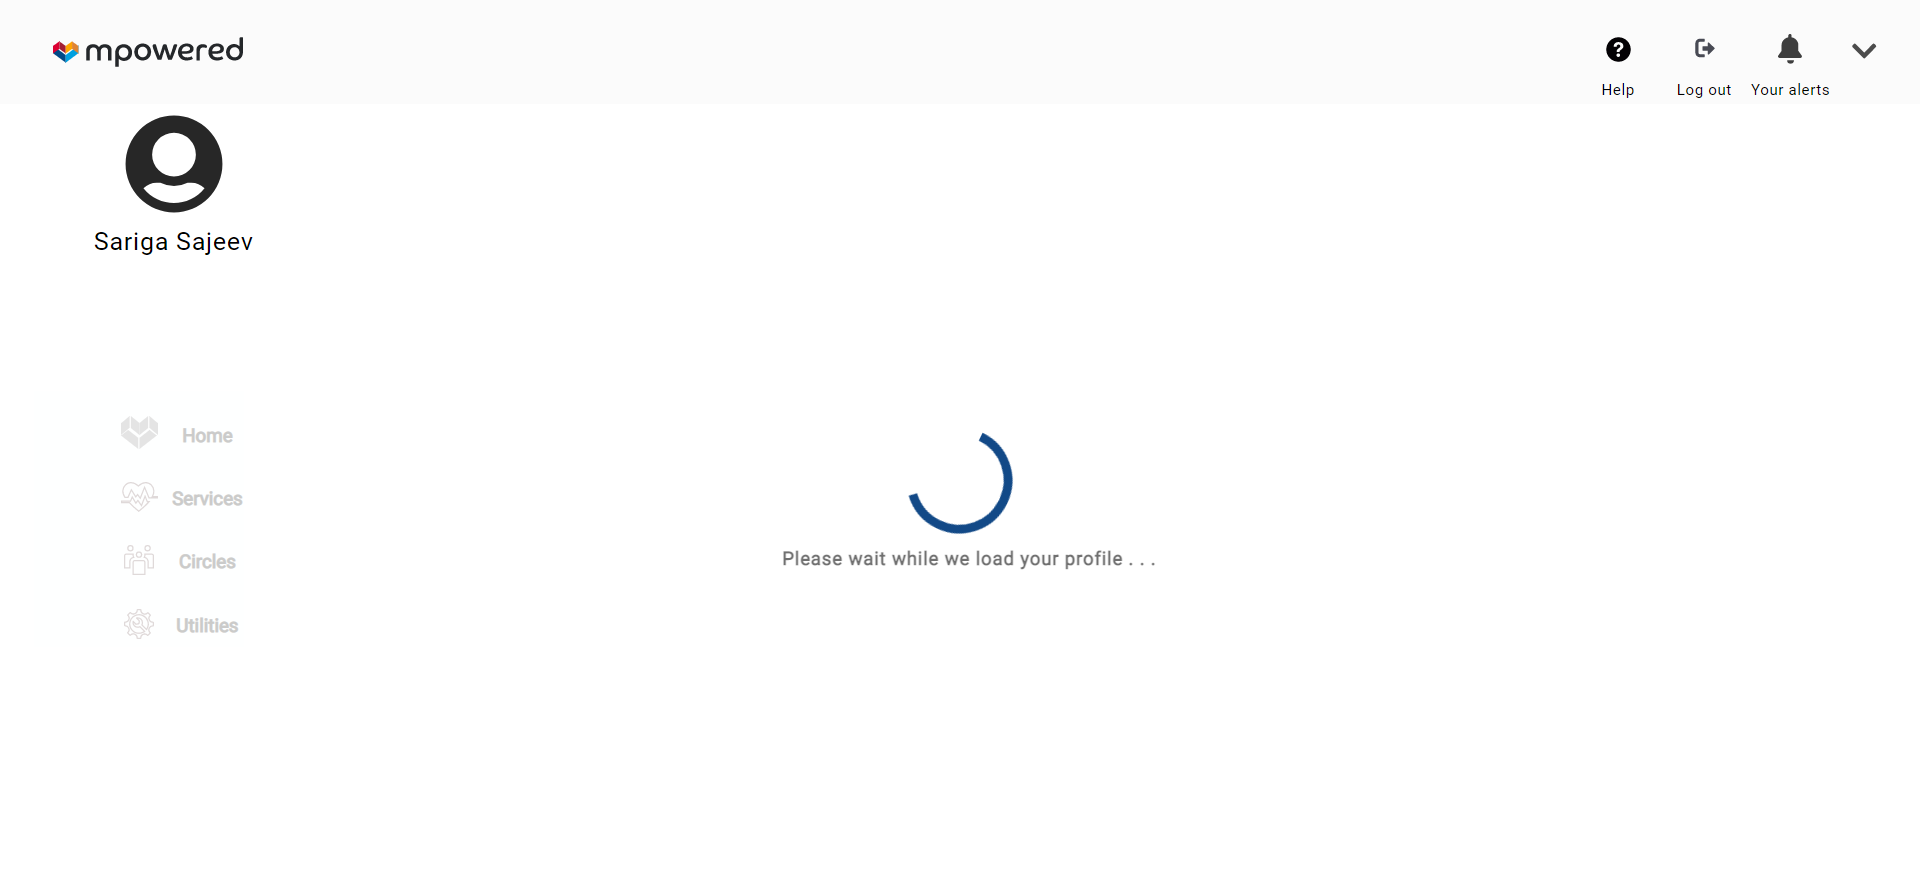 mpowered
?
Help
Log out
Your alerts
Sariga Sajeev
Home
Services
Circles
Utilities
Please wait while we load your profile . . .